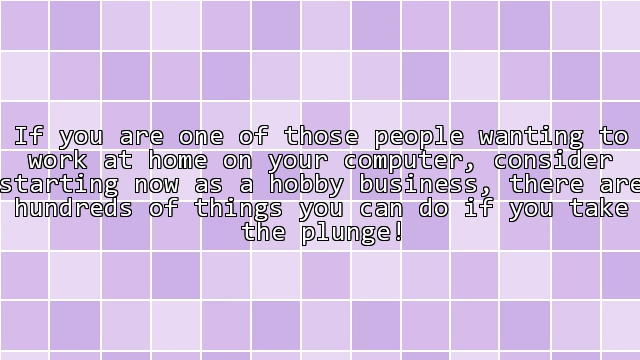 If you are one of those people wanting to
work at home on your computer, consider
starting now as a hobby business, there are
hundreds of things you can do if you take
the plunge!